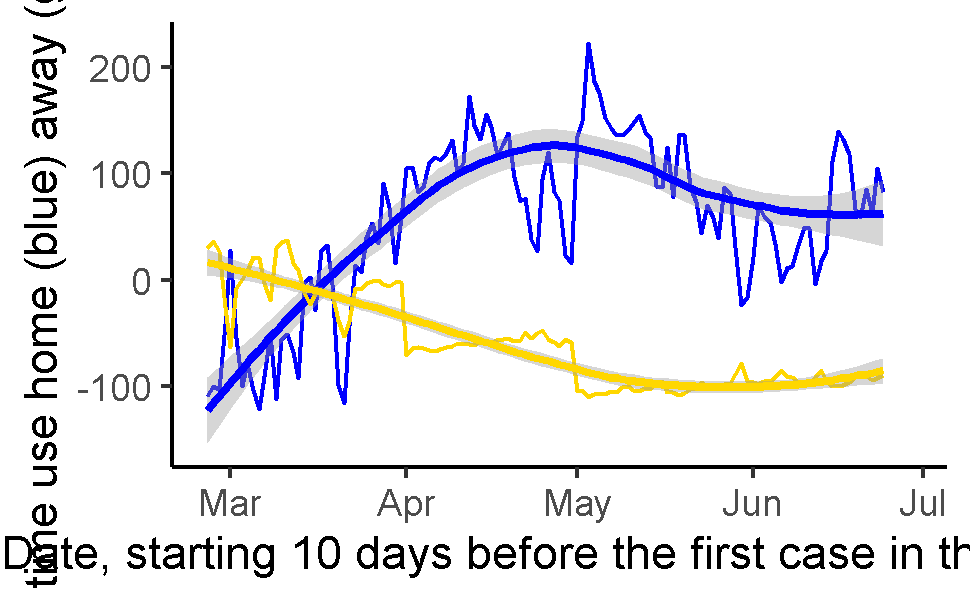 time use home (blue) away (
200
100
0
-100
Mar Apr May Jun Jul
Date, starting 10 days before the first case in th